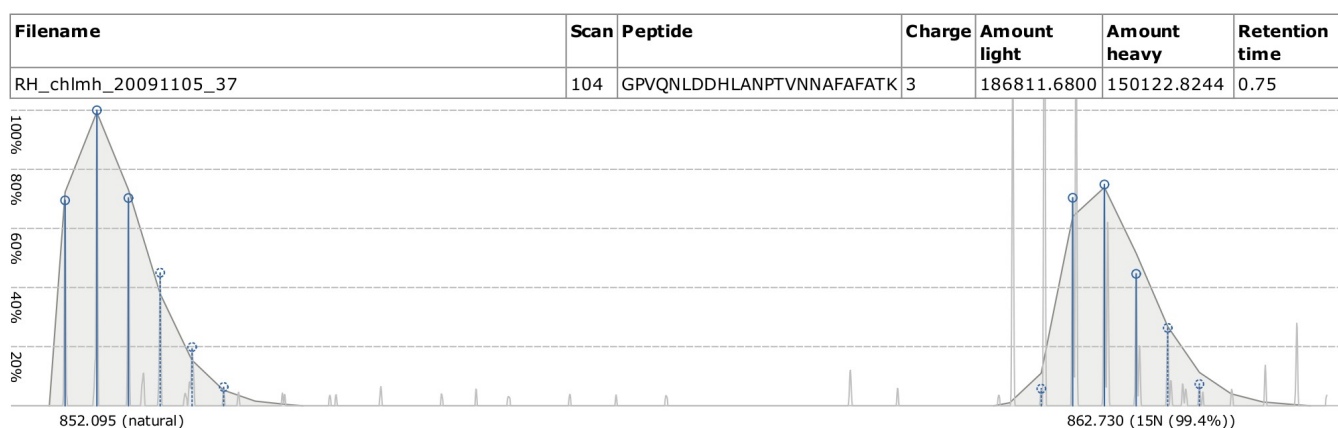 Filename Scan Peptide Charge Amount light Amount heavy Retention time
RH_chlmh_20091105_37 104 GPVQNLDDHLANPTVNNAFAFATK 3 186811.6800 150122.8244 0.75
100%
80%
60%
40%
20%
852.095 (natural) 862.730 (15N (99.4%))